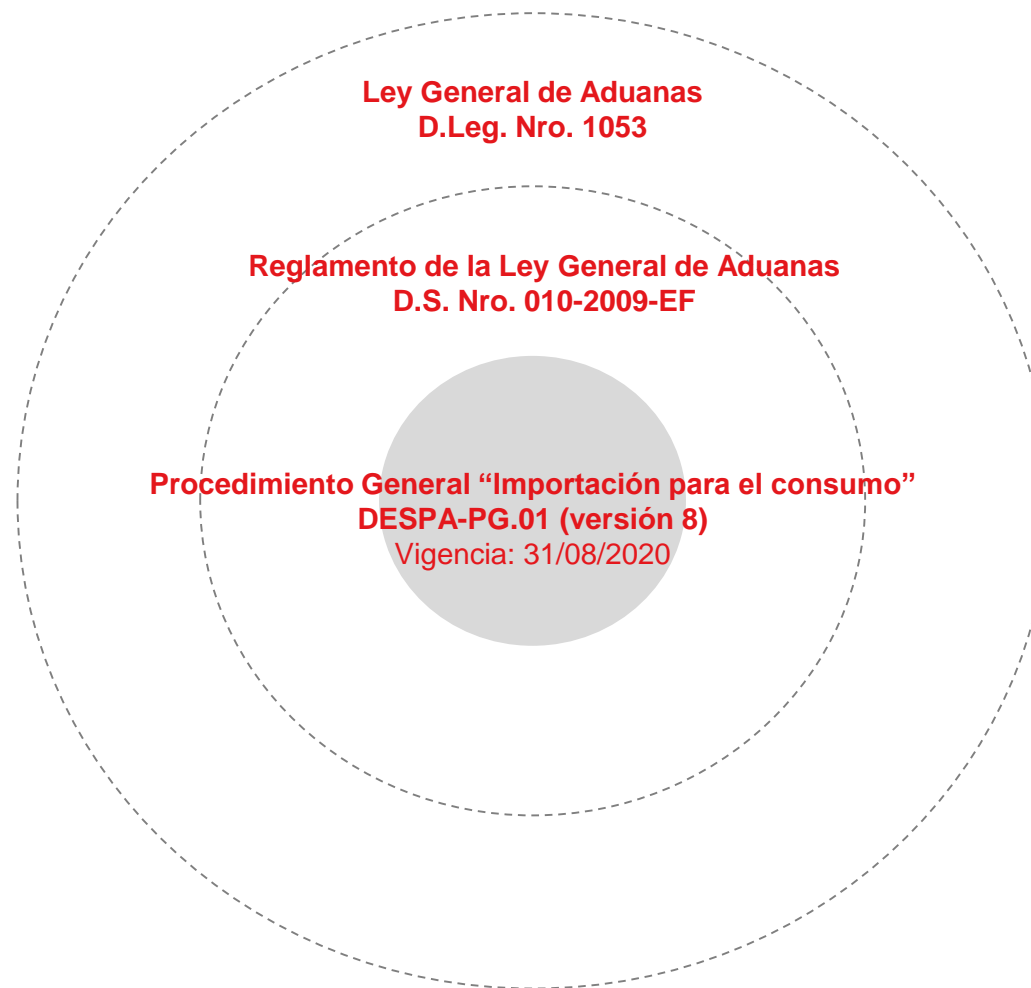 Ley General de Aduanas
D.Leg. Nro. 1053
Reglamento de la Ley General de Aduanas
D.S. Nro. 010-2009-EF
Procedimiento General “Importación para el consumo”
DESPA-PG.01 (versión 8)
Vigencia: 31/08/2020